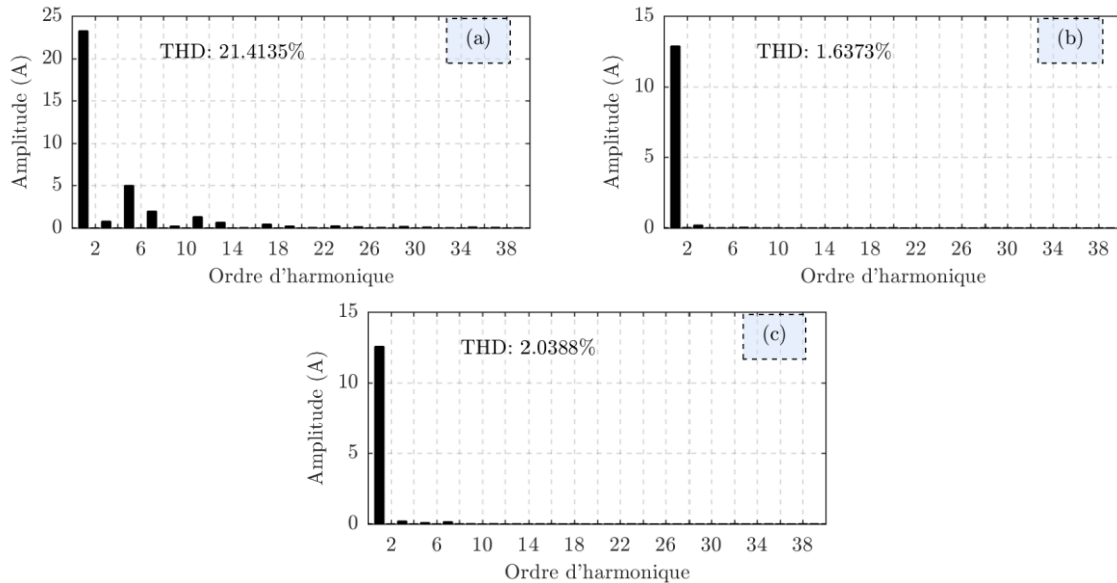 25
20
15
10
5
0
Amplitude (A)
THD: 21.4135%
(a)
2 6 10 14 18 22 26 30 34 38
Ordre d'harmonique
15
10
5
0
Amplitude (A)
THD: 1.6373%
(b)
2 6 10 14 18 22 26 30 34 38
Ordre d'harmonique
15
10
5
0
Amplitude (A)
THD: 2.0388%
(c)
2 6 10 14 18 22 26 30 34 38
Ordre d'harmonique